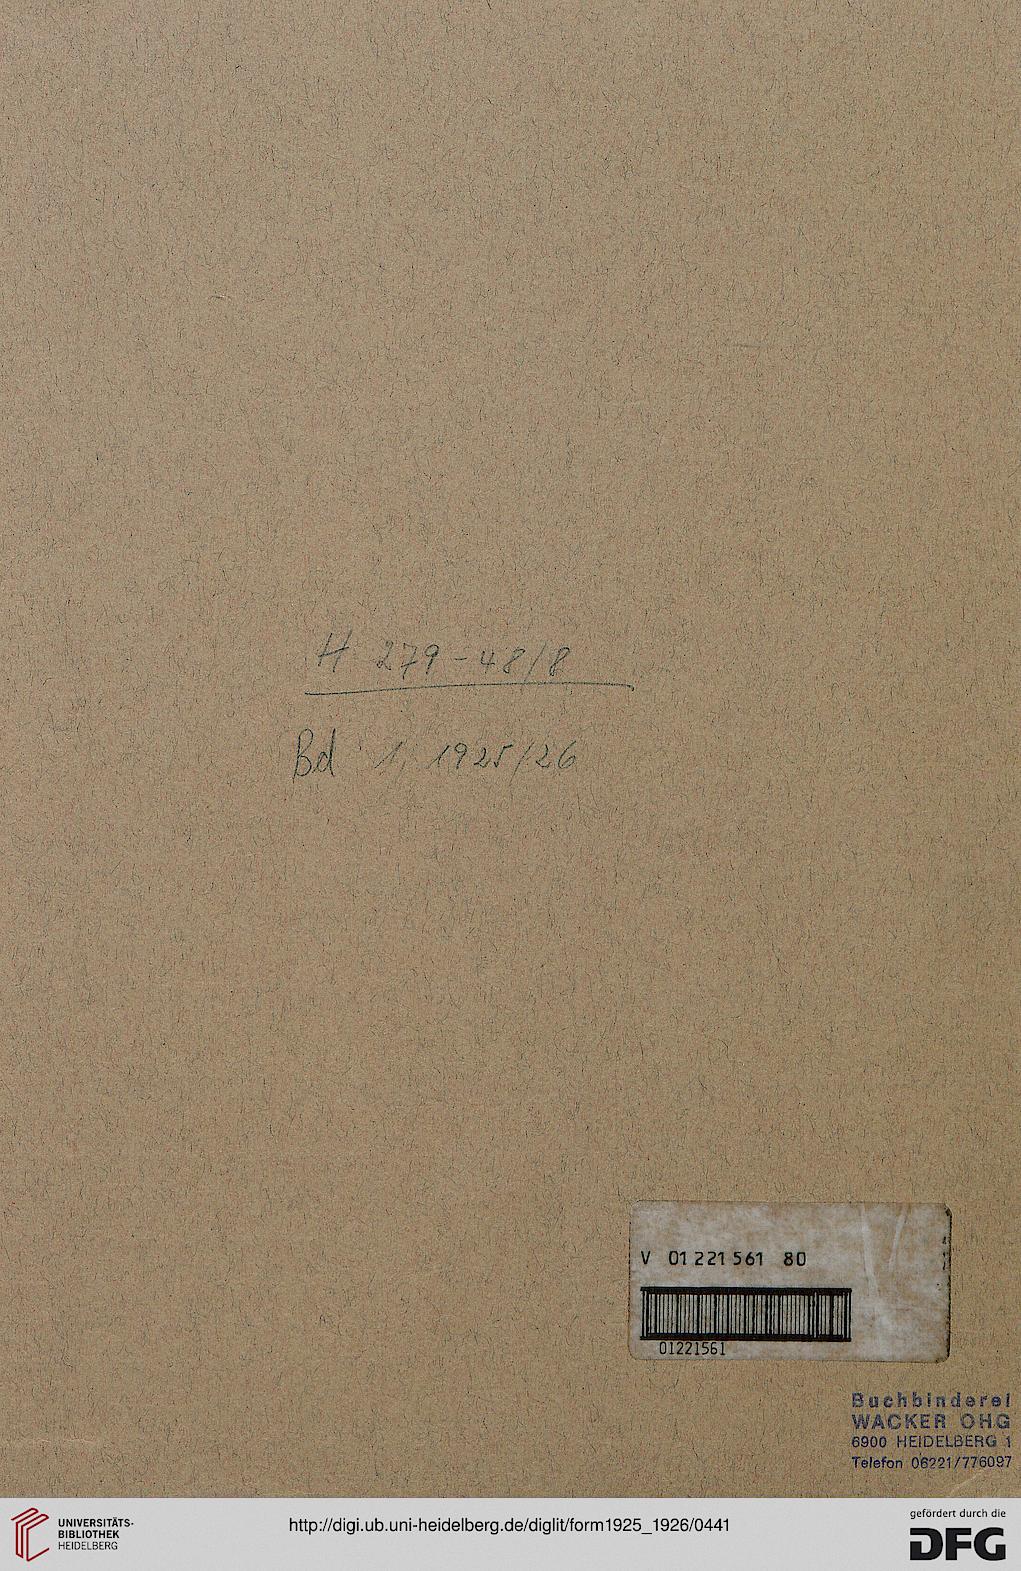 H 279-48/8
Bd 1, 1925/26
V 01 221 561 80
01221561
Buchbinderei
WACKER OHG
6900 HEIDELBERG 1
Telefon 06221/776097
UNIVERSITÄTS-
BIBLIOTHEK
HEIDELBERG
http://digi.ub.uni-heidelberg.de/diglit/form1925_1926/0441
gefördert durch die
DFG